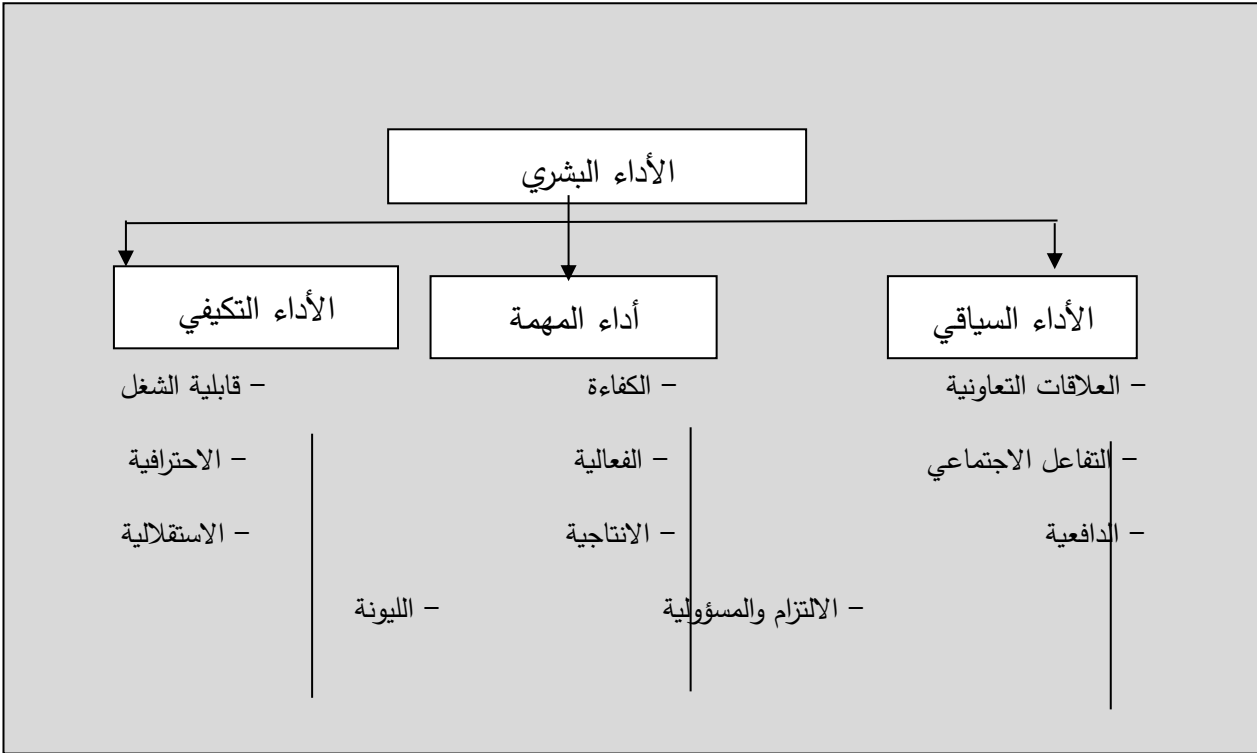 الأداء البشري
الأداء السياقي
أداء المهمة
الأداء التكيفي
– العلاقات التعاونية
– الكفاءة
– قابلية الشغل
– التفاعل الاجتماعي
– الفعالية
– الاحترافية
– الدافعية
– الانتاجية
– الاستقلالية
– الالتزام والمسؤولية
– الليونة